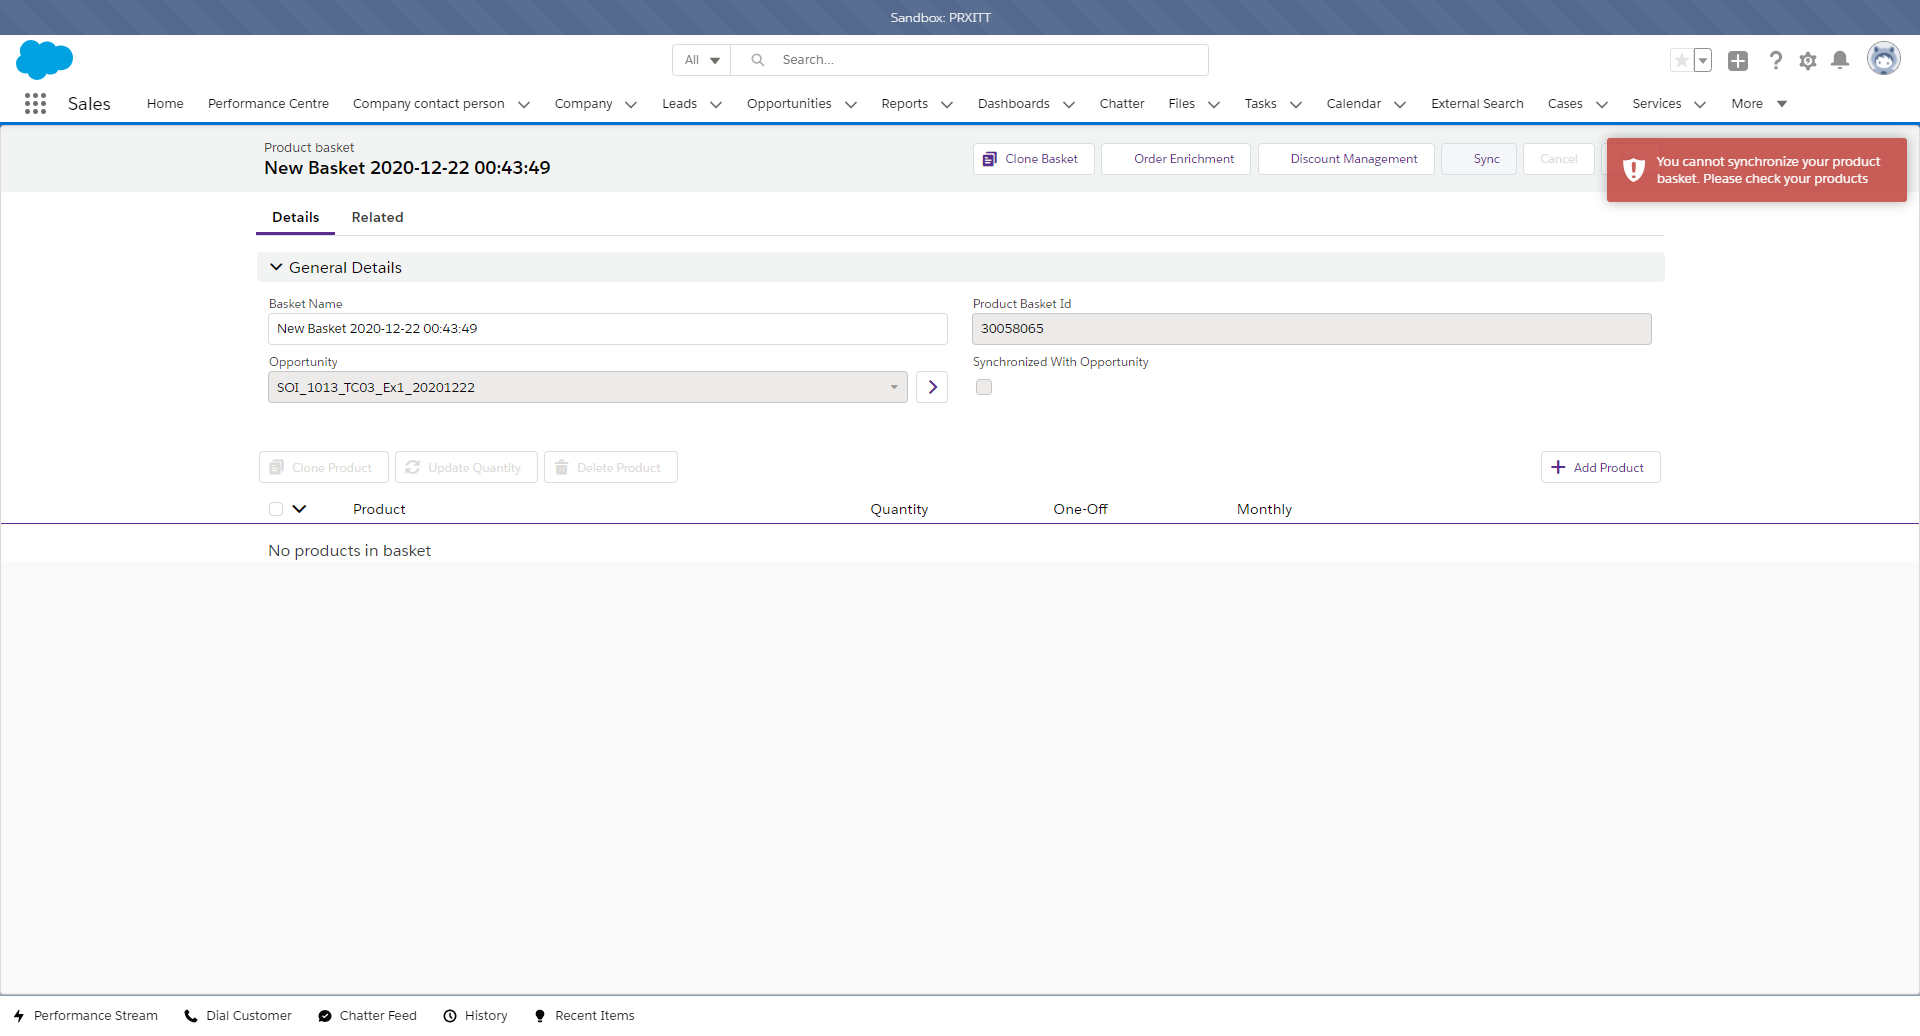 Sandbox: PRXITT
All
Search...
Sales
Home
Performance Centre
Company contact person
Company
Leads
Opportunities
Reports
Dashboards
Chatter
Files
Tasks
Calendar
External Search
Cases
Services
More
Product basket
New Basket 2020-12-22 00:43:49
Clone Basket
Order Enrichment
Discount Management
Sync
Cancel
You cannot synchronize your product
basket. Please check your products
Details
Related
General Details
Basket Name
New Basket 2020-12-22 00:43:49
Product Basket Id
30058065
Opportunity
SOI_1013_TC03_Ex1_20201222
Synchronized With Opportunity
Clone Product
Update Quantity
Delete Product
Add Product
Product
Quantity
One-Off
Monthly
No products in basket
Performance Stream
Dial Customer
Chatter Feed
History
Recent Items